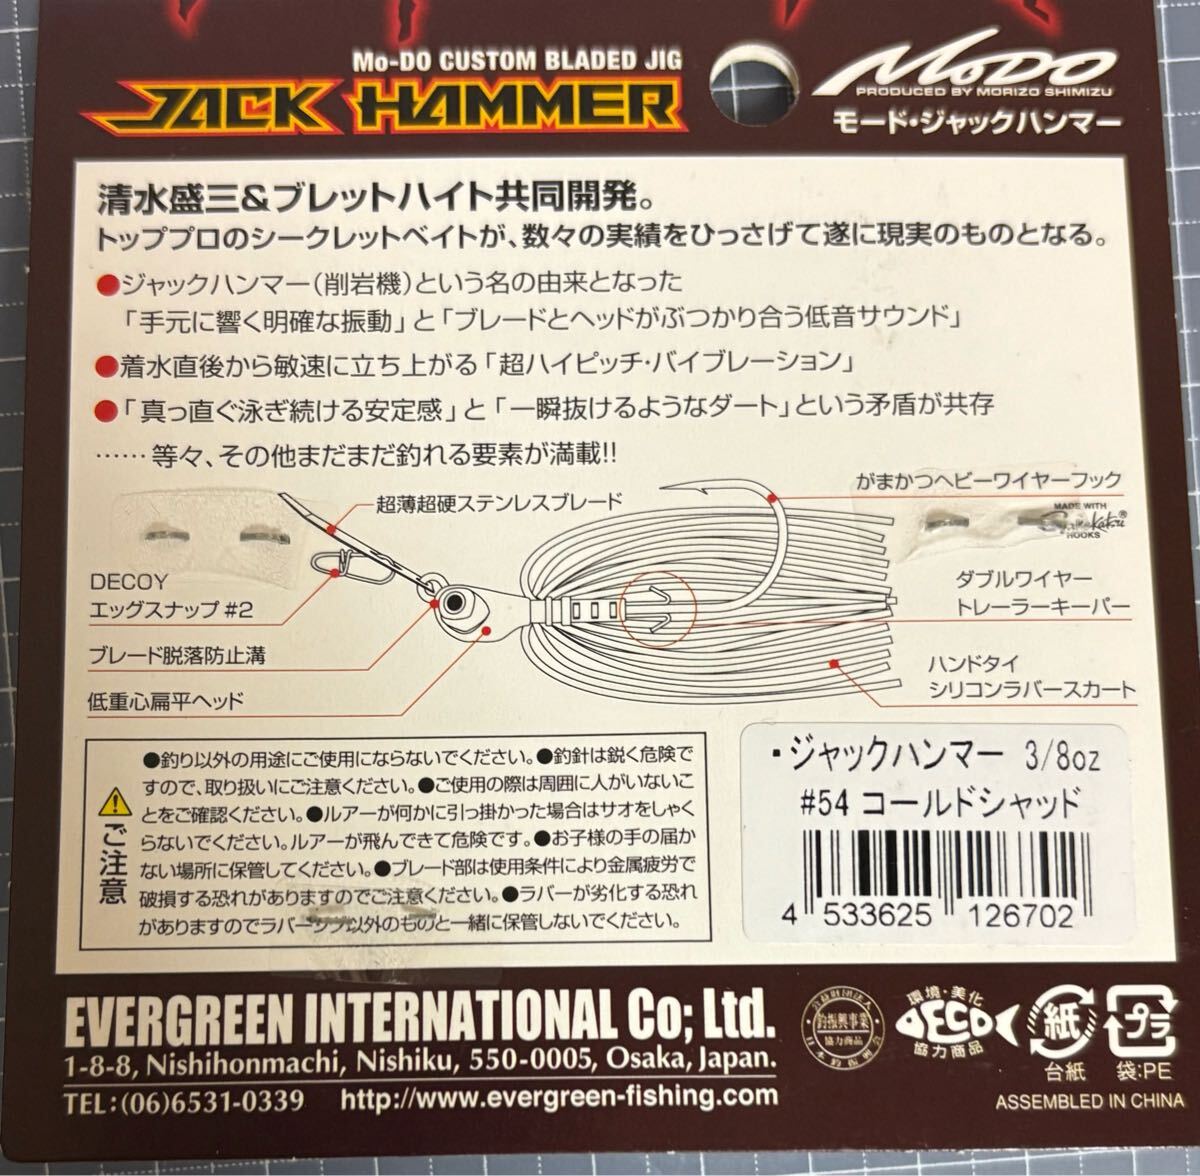 Mo-DO CUSTOM BLADED JIG
JACK HAMMER
MoDO
PRODUCED BY MORIZO SHIMIZU
モード・ジャックハンマー
清水盛三&ブレットハイト共同開発。
トッププロのシークレットベイトが、数々の実績をひっさげて遂に現実のものとなる。
●ジャックハンマー(削岩機)という名の由来となった
「手元に響く明確な振動」と「ブレードとヘッドがぶつかり合う低音サウンド」
●着水直後から敏速に立ち上がる「超ハイピッチ・バイブレーション」
●「真っ直ぐ泳ぎ続ける安定感」と「一瞬抜けるようなダート」という矛盾が共存
……等々、その他まだまだ釣れる要素が満載!!
超薄超硬ステンレスブレード
がまかつヘビーワイヤーフック
MADE WITH
Gamakatsu®
HOOKS
DECOY
エッグスナップ#2
ブレード脱落防止溝
低重心扁平ヘッド
ダブルワイヤー
トレーラーキーパー
ハンドタイ
シリコンラバースカート
ご注意
●釣り以外の用途にご使用にならないでください。●釣針は鋭く危険で
すので、取り扱いにご注意ください。●ご使用の際は周囲に人がいないこ
とをご確認ください。●ルアーが何かに引っ掛かった場合はサオをしゃく
らないでください。ルアーが飛んできて危険です。●お子様の手の届か
ない場所に保管してください。●ブレード部は使用条件により金属疲労で
破損する恐れがありますのでご注意ください。●ラバーが劣化する恐れ
がありますのでラバージグ以外のものと一緒に保管しないでください。
・ジャックハンマー 3/8oz
#54 コールドシャッド
4 533625 126702
EVERGREEN INTERNATIONAL Co; Ltd.
1-8-8, Nishihonmachi, Nishiku, 550-0005, Osaka, Japan.
TEL:(06)6531-0339 http://www.evergreen-fishing.com
公益財団法人
釣振興事業
協力商品
日本釣振興会
環境・美化
DECO
協力商品
紙
台紙
プラ
袋:PE
ASSEMBLED IN CHINA